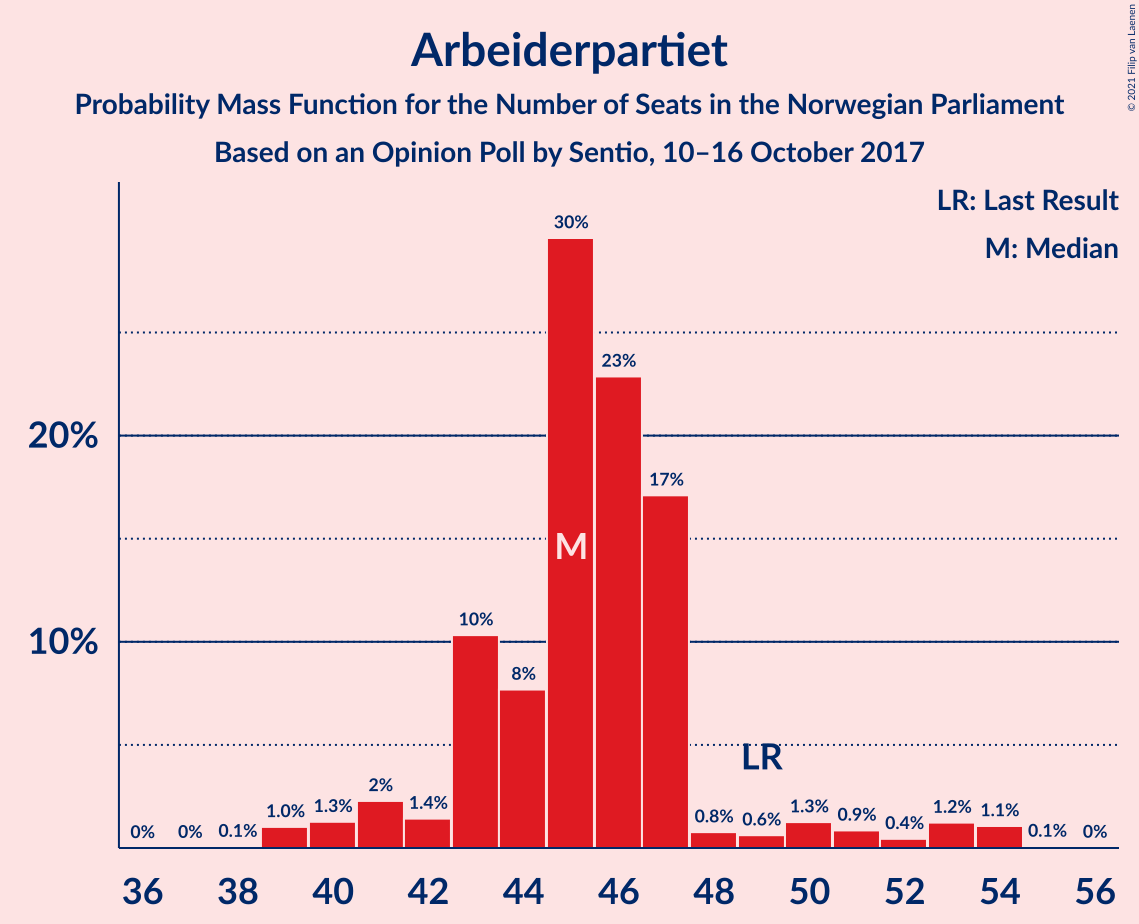 Arbeiderpartiet
Probability Mass Function for the Number of Seats in the Norwegian Parliament
Based on an Opinion Poll by Sentio, 10–16 October 2017
© 2021 Filip van Laenen
LR: Last Result
M: Median
30%
23%
20%
17%
M
10%
10%
8%
LR
0% 0% 0.1% 1.0% 1.3% 2% 1.4% 0.8% 0.6% 1.3% 0.9% 0.4% 1.2% 1.1% 0.1% 0%
36 38 40 42 44 46 48 50 52 54 56